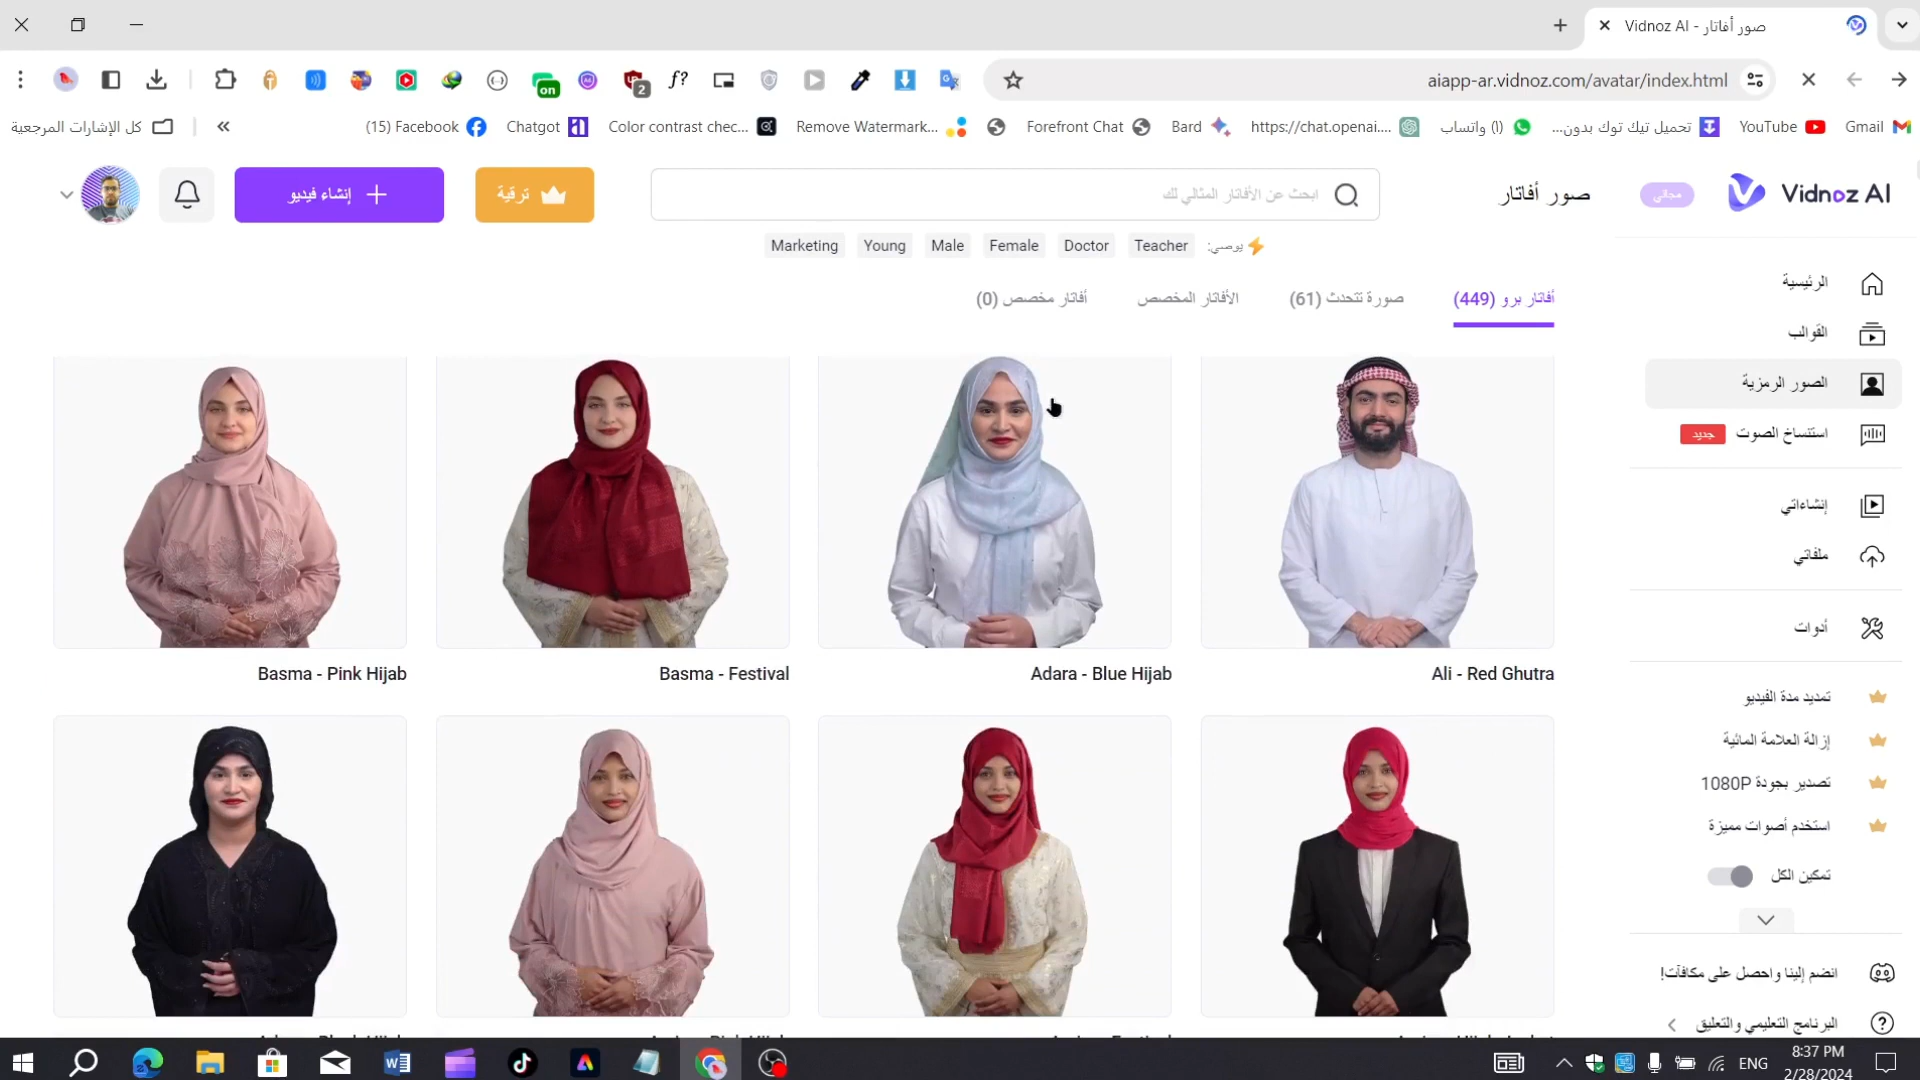 صور أفاتار - Vidnoz AI
aiapp-ar.vidnoz.com/avatar/index.html
on
2
f?
Gmail
YouTube
تحميل تيك توك بدون...
(1) واتساب
https://chat.openai....
Bard
Forefront Chat
Remove Watermark...
Color contrast chec...
Chatgot
(15) Facebook
»
كل الإشارات المرجعية
Vidnoz AI
مجاني
صور أفاتار
ابحث عن الأفاتار المثالي لك
ترقية
إنشاء فيديو
يوصي:
Teacher
Doctor
Female
Male
Young
Marketing
أفاتار برو (449)
صورة تتحدث (61)
الأفاتار المخصص
أفاتار مخصص (0)
الرئيسية
القوالب
الصور الرمزية
استنساخ الصوت
جديد
إنشاءاتي
ملفاتي
أدوات
تمديد مدة الفيديو
إزالة العلامة المائية
تصدير بجودة 1080P
استخدم أصوات مميزة
تمكين الكل
انضم إلينا واحصل على مكافآت!
البرنامج التعليمي والتعليق
Ali - Red Ghutra
Adara - Blue Hijab
Basma - Festival
Basma - Pink Hijab
ENG
8:37 PM
2/28/2024